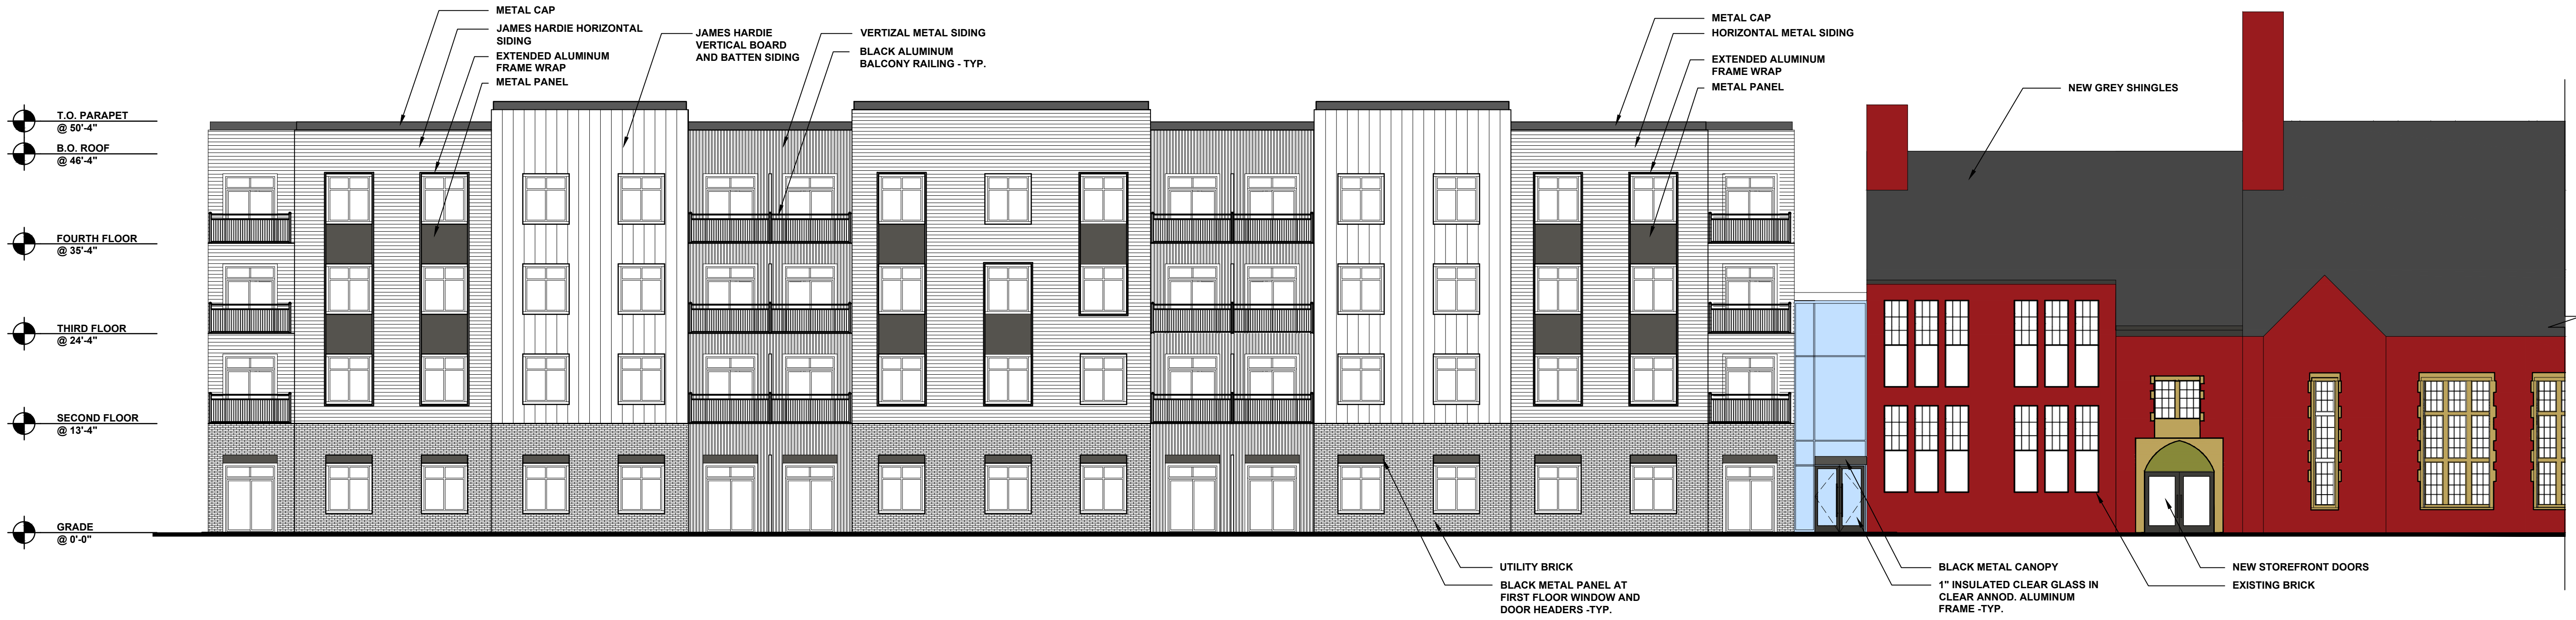 METAL CAP
JAMES HARDIE HORIZONTAL
SIDING
EXTENDED ALUMINUM
FRAME WRAP
METAL PANEL
JAMES HARDIE
VERTICAL BOARD
AND BATTEN SIDING
VERTIZAL METAL SIDING
BLACK ALUMINUM
BALCONY RAILING - TYP.
METAL CAP
HORIZONTAL METAL SIDING
EXTENDED ALUMINUM
FRAME WRAP
METAL PANEL
NEW GREY SHINGLES
T.O. PARAPET
@ 50'-4"
B.O. ROOF
@ 46'-4"
FOURTH FLOOR
@ 35'-4"
THIRD FLOOR
@ 24'-4"
SECOND FLOOR
@ 13'-4"
GRADE
@ 0'-0"
UTILITY BRICK
BLACK METAL PANEL AT
FIRST FLOOR WINDOW AND
DOOR HEADERS -TYP.
BLACK METAL CANOPY
1" INSULATED CLEAR GLASS IN
CLEAR ANNOD. ALUMINUM
FRAME -TYP.
NEW STOREFRONT DOORS
EXISTING BRICK